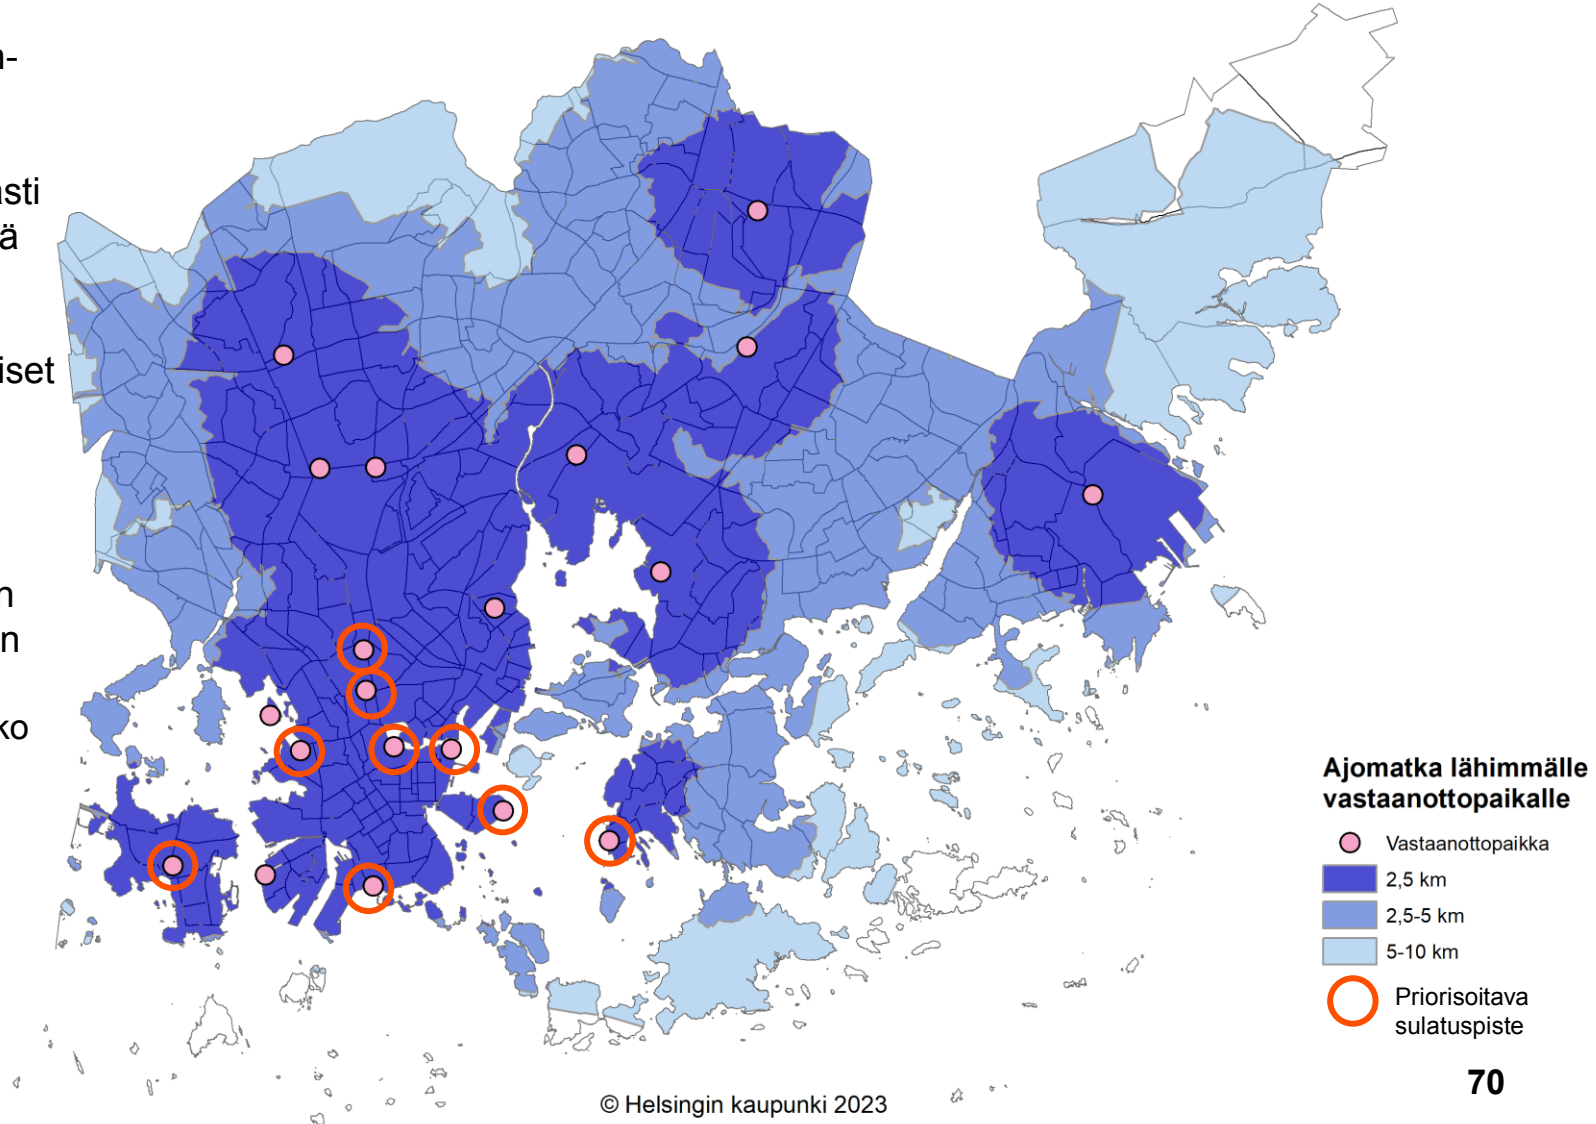 n-
asti
ä
iset
n
n
ko
Ajomatka lähimmälle
vastaanottopaikalle
Vastaanottopaikka
2,5 km
2,5-5 km
5-10 km
Priorisoitava
sulatuspiste
70
© Helsingin kaupunki 2023